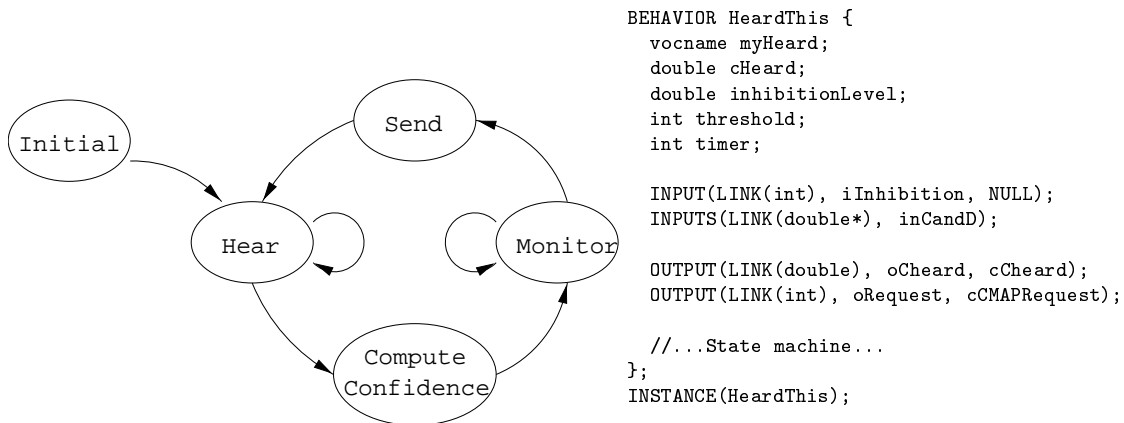 Initial
Send
Hear
Monitor
Compute
Confidence
BEHAVIOR HeardThis {
  vocname myHeard;
  double cHeard;
  double inhibitionLevel;
  int threshold;
  int timer;
  INPUT(LINK(int), iInhibition, NULL);
  INPUTS(LINK(double*), inCandD);
  OUTPUT(LINK(double), oCheard, cCheard);
  OUTPUT(LINK(int), oRequest, cCMAPRequest);
  //...State machine...
};
INSTANCE(HeardThis);